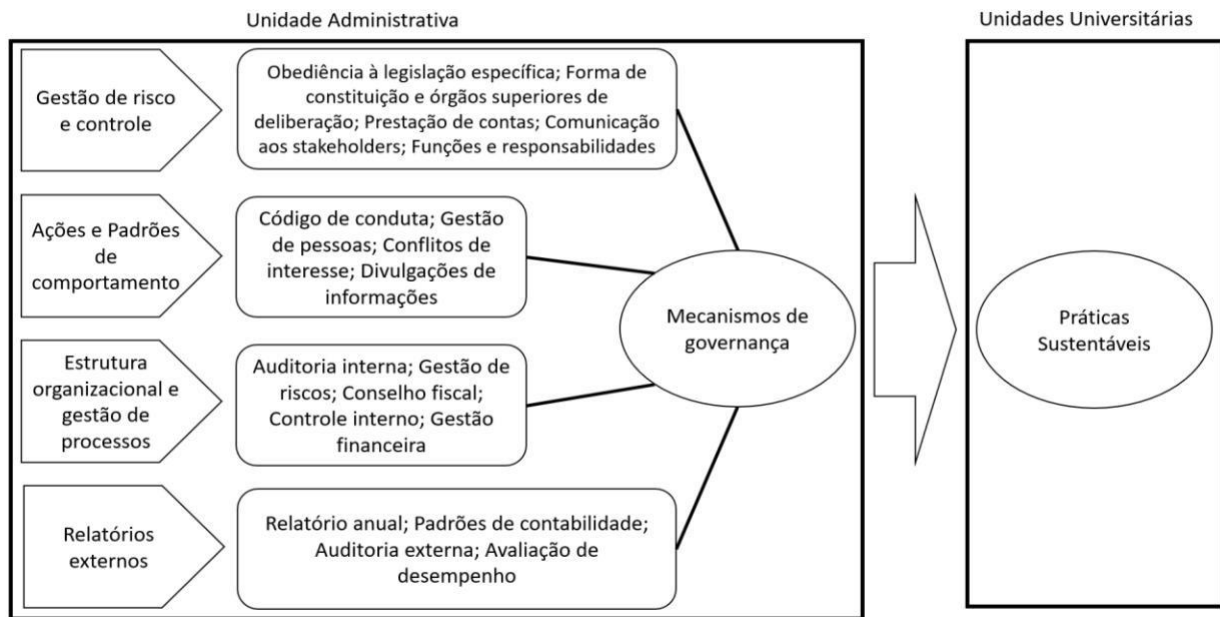 Unidade Administrativa
Unidades Universitárias
Gestão de risco
e controle
Obediência à legislação específica; Forma de
constituição e órgãos superiores de
deliberação; Prestação de contas; Comunicação
aos stakeholders; Funções e responsabilidades
Ações e Padrões
de
comportamento
Código de conduta; Gestão
de pessoas; Conflitos de
interesse; Divulgações de
informações
Estrutura
organizacional e
gestão de
processos
Auditoria interna; Gestão de
riscos; Conselho fiscal;
Controle interno; Gestão
financeira
Relatórios
externos
Relatório anual; Padrões de contabilidade;
Auditoria externa; Avaliação de
desempenho
Mecanismos de
governança
Práticas
Sustentáveis